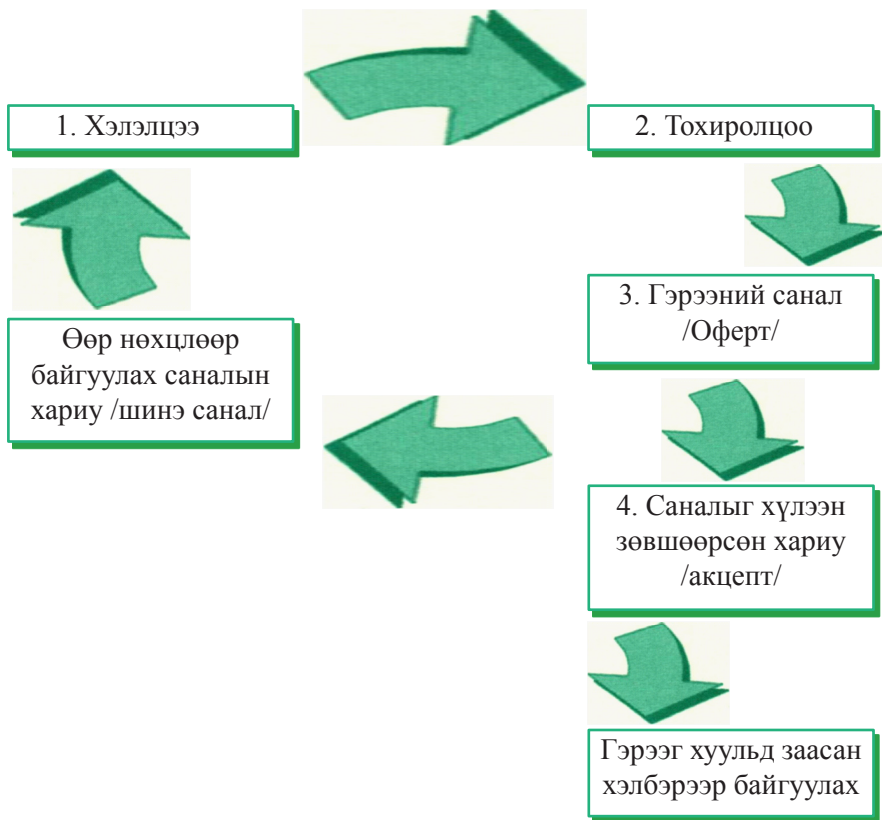 1. Хэлэлцээ
2. Тохиролцоо
3. Гэрээний санал
/Оферт/
Өөр нөхцлөөр
байгуулах саналын
хариу /шинэ санал/
4. Саналыг хүлээн
зөвшөөрсөн хариу
/акцепт/
Гэрээг хуульд заасан
хэлбэрээр байгуулах